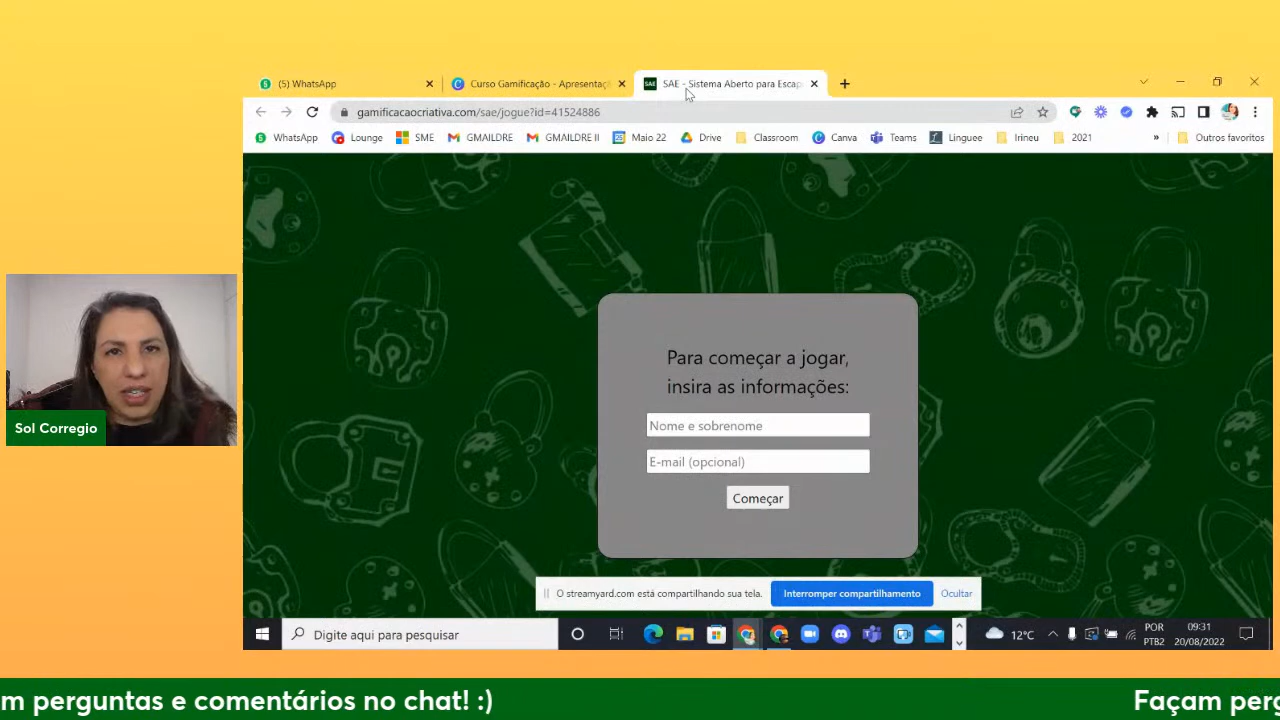 (5) WhatsApp
Curso Gamificação - Apresentaçã
SAE - Sistema Aberto para Escap
gamificacaocriativa.com/sae/jogue?id=41524886
WhatsApp Lounge SME GMAILDRE GMAILDRE II Maio 22 Drive Classroom Canva Teams Linguee Irineu 2021 » Outros favoritos
Para começar a jogar,
insira as informações:
Nome e sobrenome
E-mail (opcional)
Começar
Sol Corregio
O streamyard.com está compartilhando sua tela. Interromper compartilhamento Ocultar
Digite aqui para pesquisar
12°C
POR
PTB2
09:31
20/08/2022
m perguntas e comentários no chat! :)
Façam perg